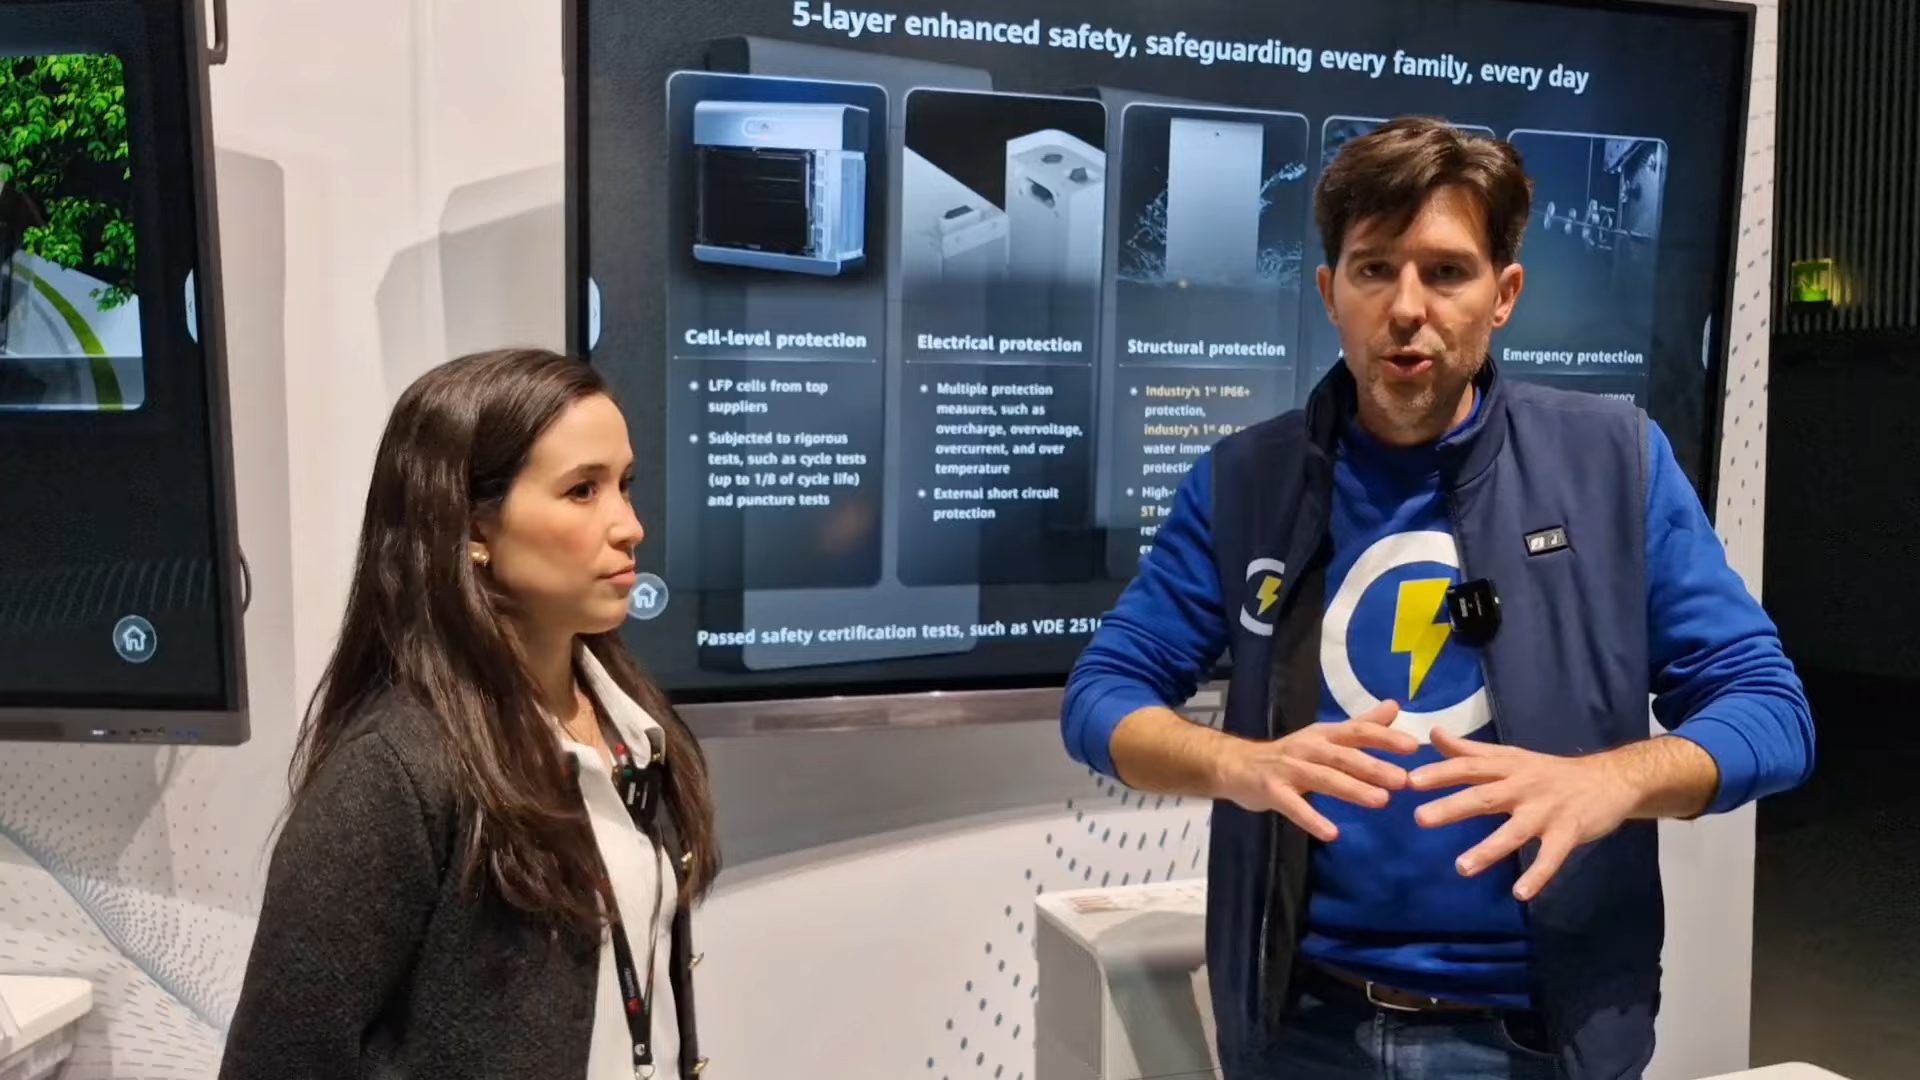 5-layer enhanced safety, safeguarding every family, every day
Cell-level protection
LFP cells from top
suppliers
Subjected to rigorous
tests, such as cycle tests
(up to 1/8 of cycle life)
and puncture tests
Electrical protection
Multiple protection
measures, such as
overcharge, overvoltage,
overcurrent, and over
temperature
External short circuit
protection
Structural protection
Industry's 1st IP66+
protection,
industry's 1st 40
water
High-
5T
Emergency protection
Passed safety certification tests, such as VDE